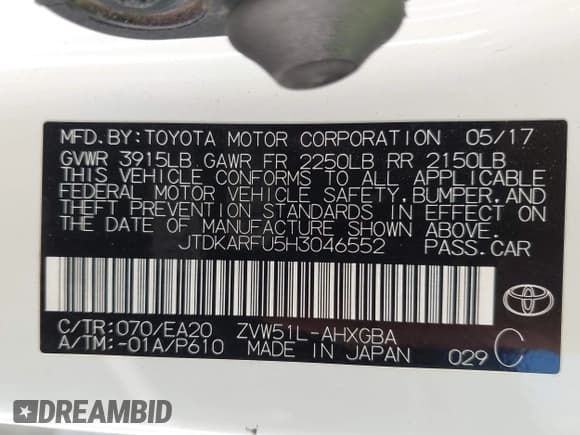 MFD.BY:TOYOTA MOTOR CORPORATION 05/17
GVWR 3915LB GAWR FR 2250LB RR 2150LB
THIS VEHICLE CONFORMS TO ALL APPLICABLE
FEDERAL MOTOR VEHICLE SAFETY,BUMPER,AND
THEFT PREVENTION STANDARDS IN EFFECT ON
THE DATE OF MANUFACTURE SHOWN ABOVE.
JTDKARFU5H3046552 PASS.CAR
C/TR:070/EA20 ZVW51L-AHXGBA
A/TM:-01A/P610 MADE IN JAPAN 029 C
DREAMBID